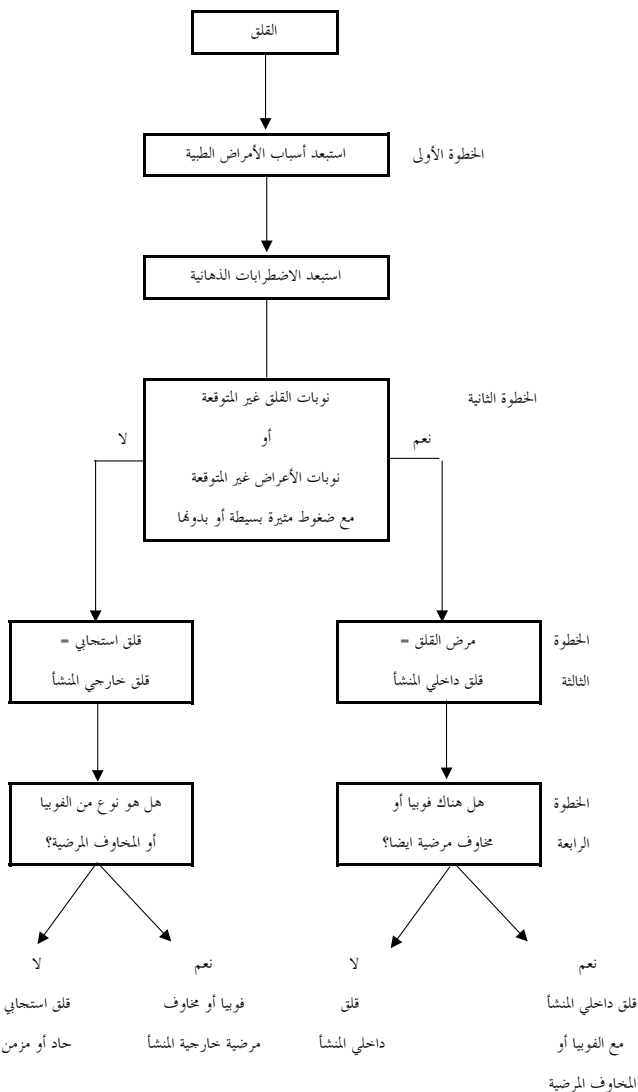 القلق
الخطوة الأولى
استبعد أسباب الأمراض الطبية
استبعد الاضطرابات الذهانية
الخطوة الثانية
نوبات القلق غير المتوقعة
نعم
أو
لا
نوبات الأعراض غير المتوقعة
مع ضغوط مثيرة بسيطة أو بدونها
الخطوة
الثالثة
مرض القلق =
قلق داخلي المنشأ
قلق استجابي =
قلق خارجي المنشأ
الخطوة
الرابعة
هل هناك فوبيا أو
مخاوف مرضية ايضا؟
هل هو نوع من الفوبيا
أو المخاوف المرضية؟
نعم
قلق داخلي المنشأ
مع الفوبيا أو
المخاوف المرضية
لا
قلق
داخلي المنشأ
نعم
فوبيا أو مخاوف
مرضية خارجية المنشأ
لا
قلق استجابي
حاد أو مزمن